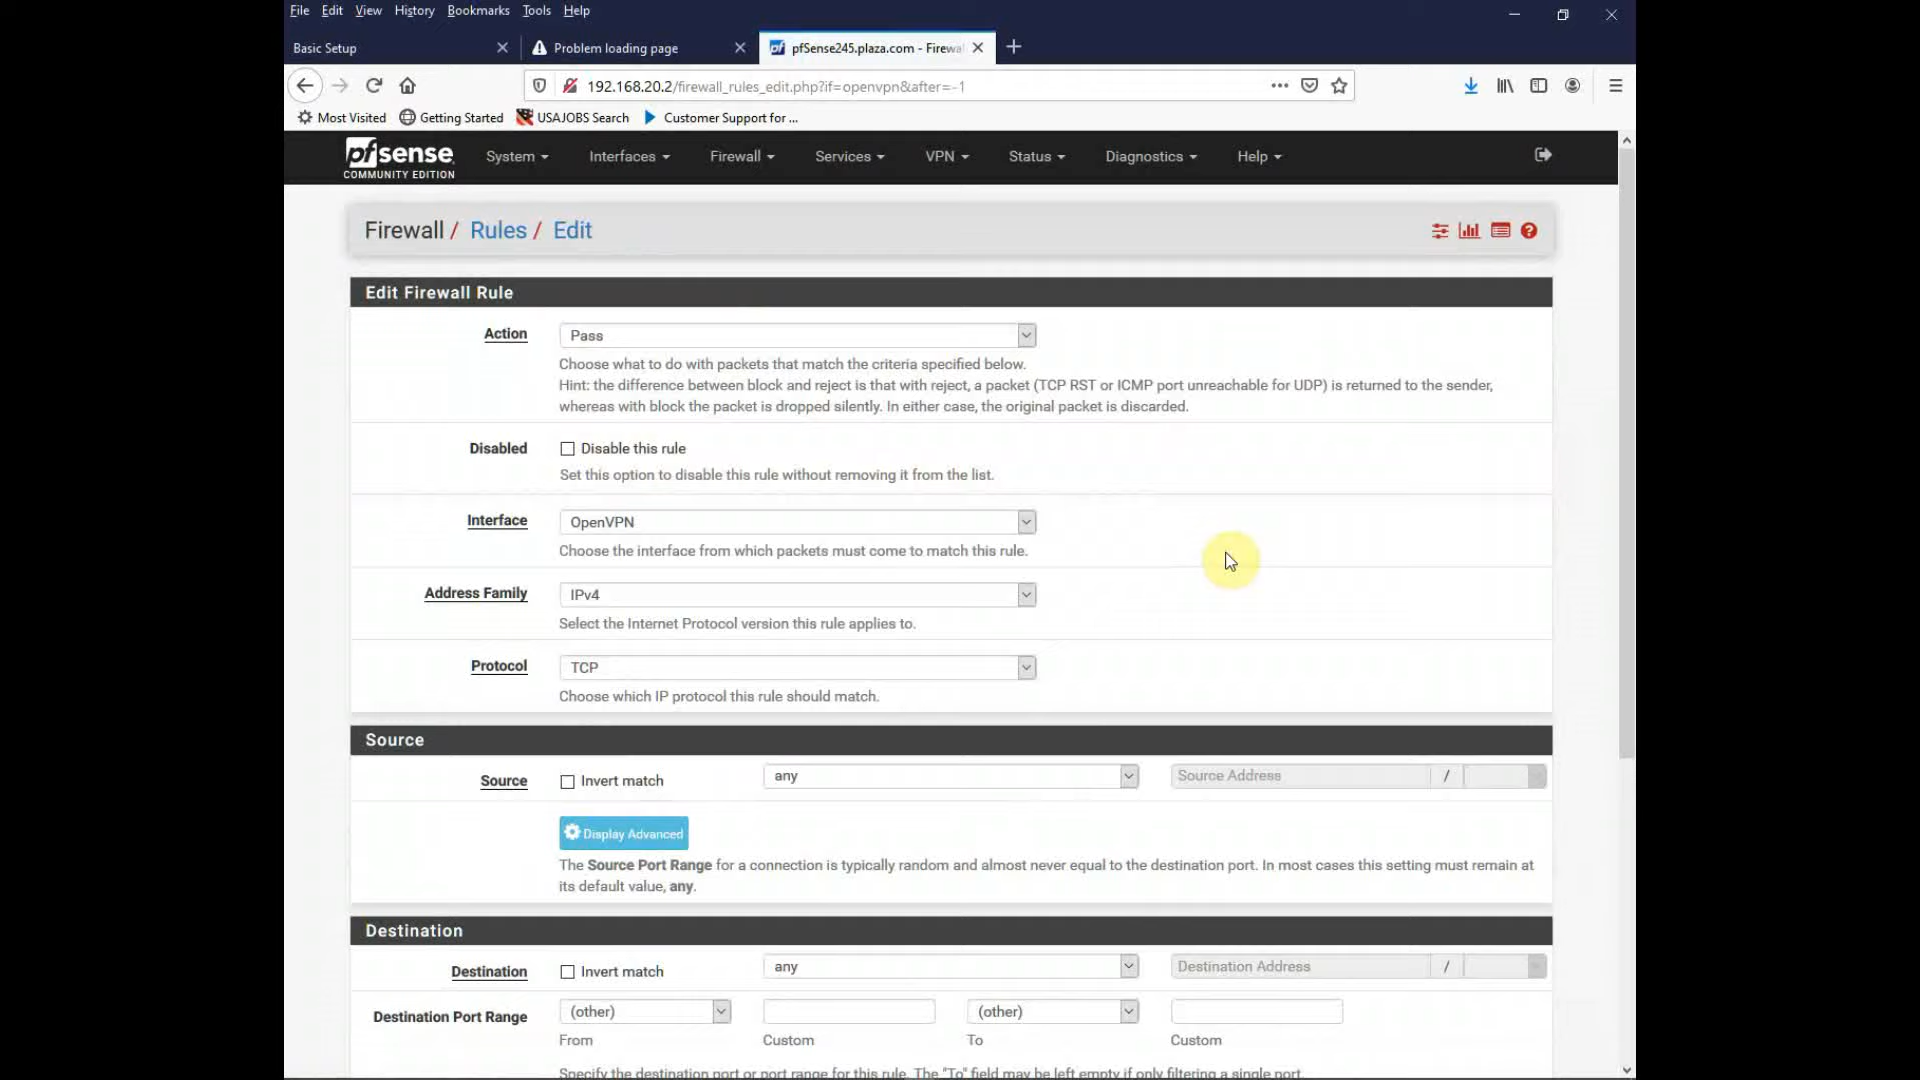 File Edit View History Bookmarks Tools Help
Basic Setup
Problem loading page
pf pfSense245.plaza.com - Firewa
192.168.20.2/firewall_rules_edit.php?if=openvpn&after=-1
Most Visited Getting Started USAJOBS Search Customer Support for ...
pfsense
COMMUNITY EDITION
System Interfaces Firewall Services VPN Status Diagnostics Help
Firewall / Rules / Edit
Edit Firewall Rule
Action
Pass
Choose what to do with packets that match the criteria specified below.
Hint: the difference between block and reject is that with reject, a packet (TCP RST or ICMP port unreachable for UDP) is returned to the sender,
whereas with block the packet is dropped silently. In either case, the original packet is discarded.
Disabled
Disable this rule
Set this option to disable this rule without removing it from the list.
Interface
OpenVPN
Choose the interface from which packets must come to match this rule.
Address Family
IPv4
Select the Internet Protocol version this rule applies to.
Protocol
TCP
Choose which IP protocol this rule should match.
Source
Source
Invert match
any
Source Address
/
Display Advanced
The Source Port Range for a connection is typically random and almost never equal to the destination port. In most cases this setting must remain at
its default value, any.
Destination
Destination
Invert match
any
Destination Address
/
Destination Port Range
(other)
(other)
From Custom To Custom
Specify the destination port or port range for this rule. The "To" field may be left empty if only filtering a single port.